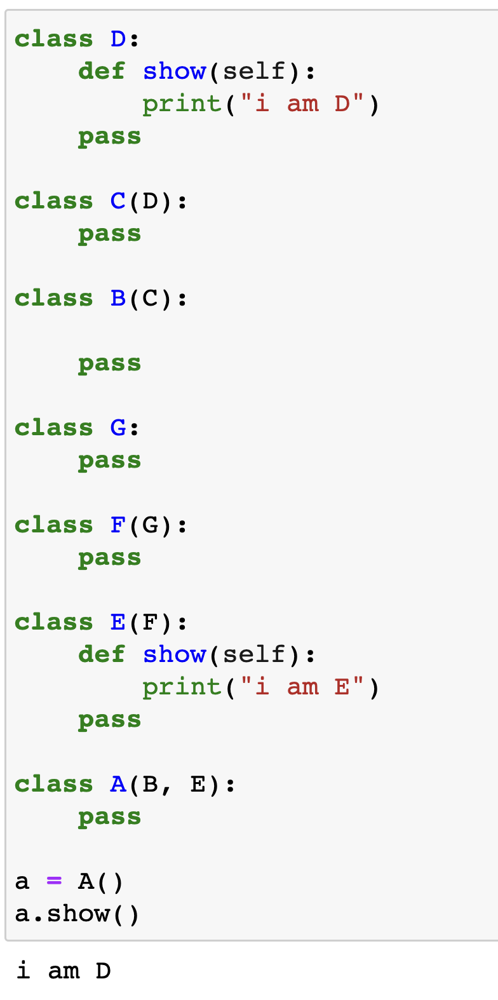 class D:
    def show(self):
        print("i am D")
    pass

class C(D):
    pass

class B(C):

    pass

class G:
    pass

class F(G):
    pass

class E(F):
    def show(self):
        print("i am E")
    pass

class A(B, E):
    pass

a = A()
a.show()
i am D